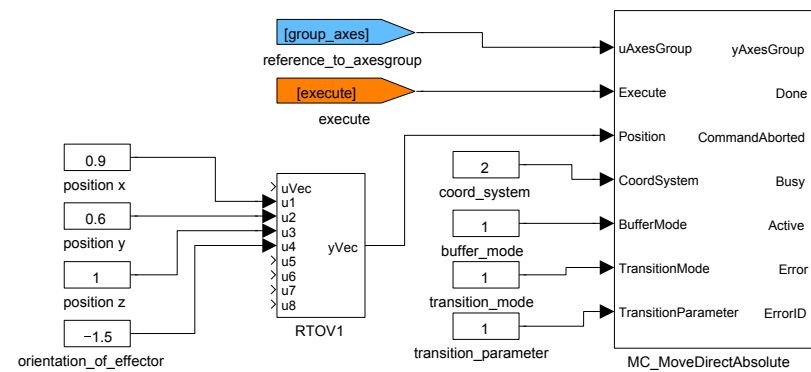 [group_axes]
reference_to_axesgroup
[execute]
execute
0.9
position x
0.6
position y
1
position z
−1.5
orientation_of_effector
uVec
u1
u2
u3
u4
u5
u6
u7
u8
yVec
RTOV1
2
coord_system
1
buffer_mode
1
transition_mode
1
transition_parameter
uAxesGroup yAxesGroup
Execute Done
Position CommandAborted
CoordSystem Busy
BufferMode Active
TransitionMode Error
TransitionParameter ErrorID
MC_MoveDirectAbsolute